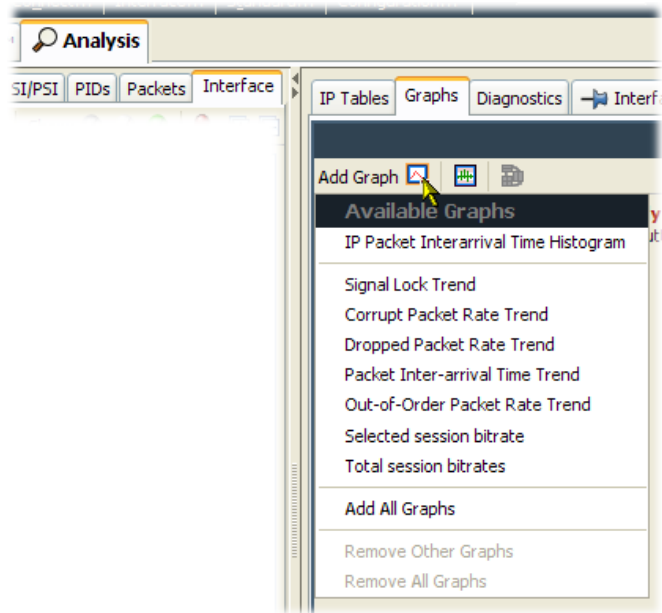 Analysis
SI/PSI PIDs Packets Interface
IP Tables Graphs Diagnostics Interf
Add Graph
Available Graphs
IP Packet Interarrival Time Histogram
Signal Lock Trend
Corrupt Packet Rate Trend
Dropped Packet Rate Trend
Packet Inter-arrival Time Trend
Out-of-Order Packet Rate Trend
Selected session bitrate
Total session bitrates
Add All Graphs
Remove Other Graphs
Remove All Graphs